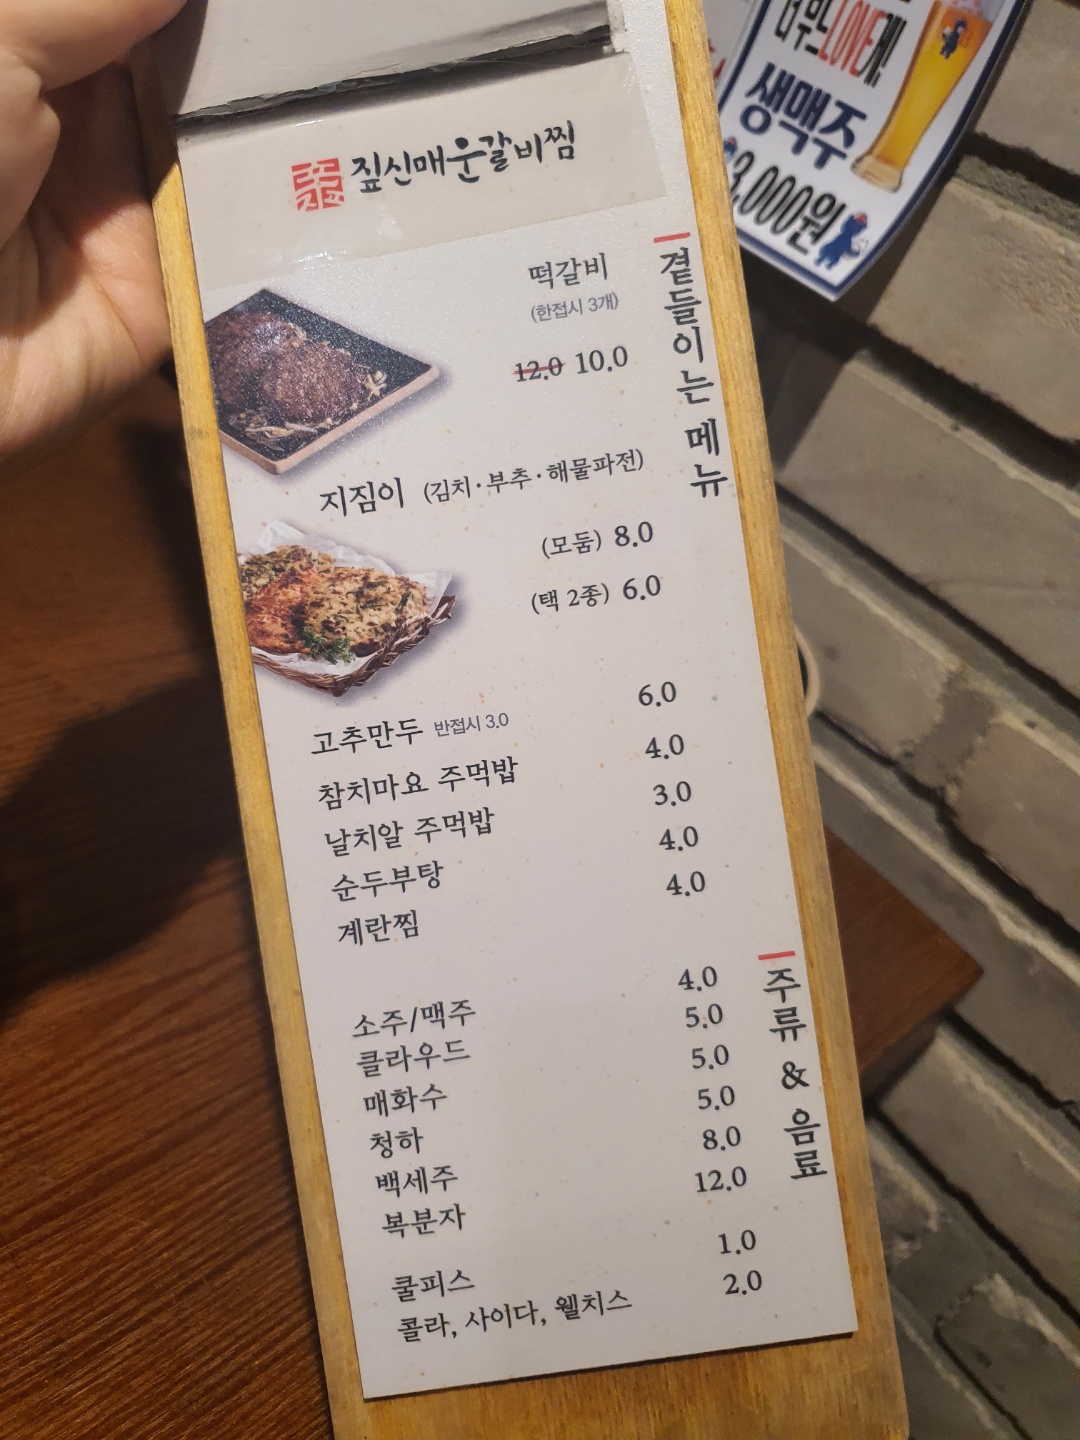 짚신매운갈비찜
곁들이는 메뉴
떡갈비
(한접시 3개)
12.0 10.0
지짐이 (김치·부추·해물파전)
(모둠) 8.0
(택 2종) 6.0
고추만두 반접시 3.0 6.0
참치마요 주먹밥 4.0
날치알 주먹밥 3.0
순두부탕 4.0
계란찜 4.0
주류 & 음료
소주/맥주 4.0
클라우드 5.0
매화수 5.0
청하 5.0
백세주 8.0
복분자 12.0
쿨피스 1.0
콜라, 사이다, 웰치스 2.0
LOVE
생맥주
3,000원